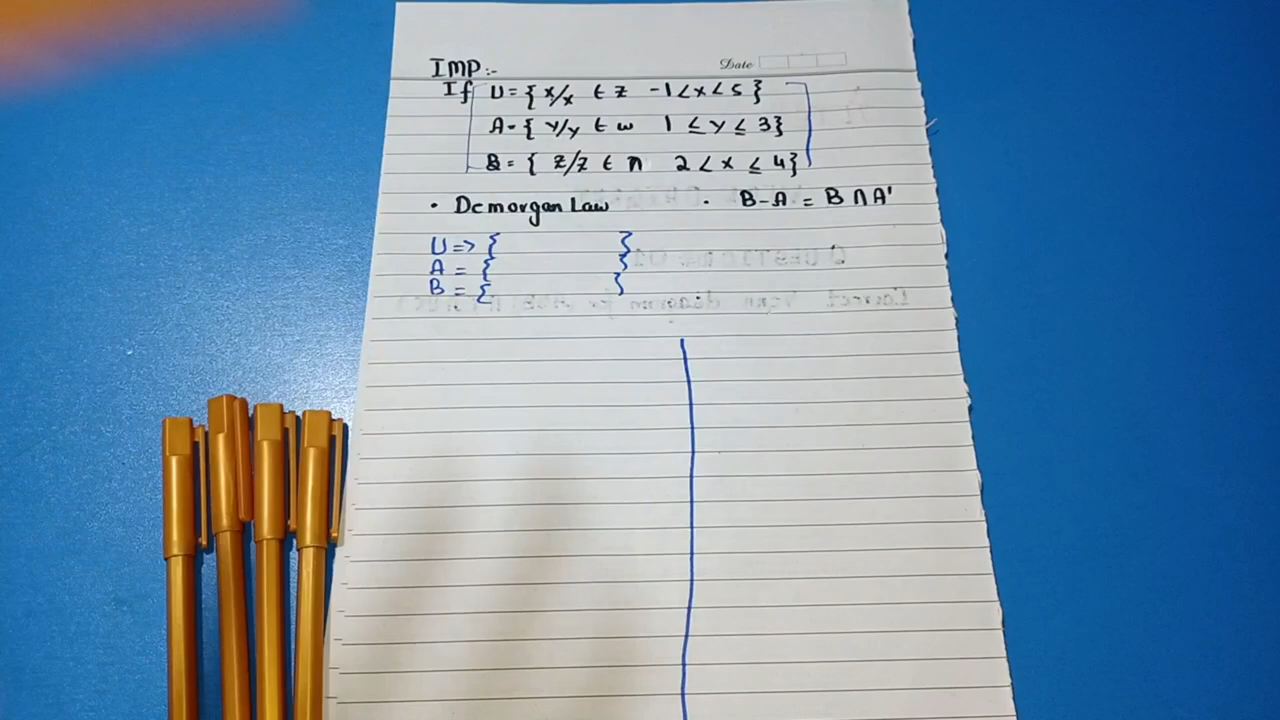 Date
IMP:-
If U = { x/x ∈ z -1 < x < 5 }
A = { y/y ∈ w 1 ≤ y ≤ 3 }
B = { z/z ∈ n 2 < x ≤ 4 }
• Demorgan Law • B-A = B ∩ A'
U => { }
A = { }
B = { }